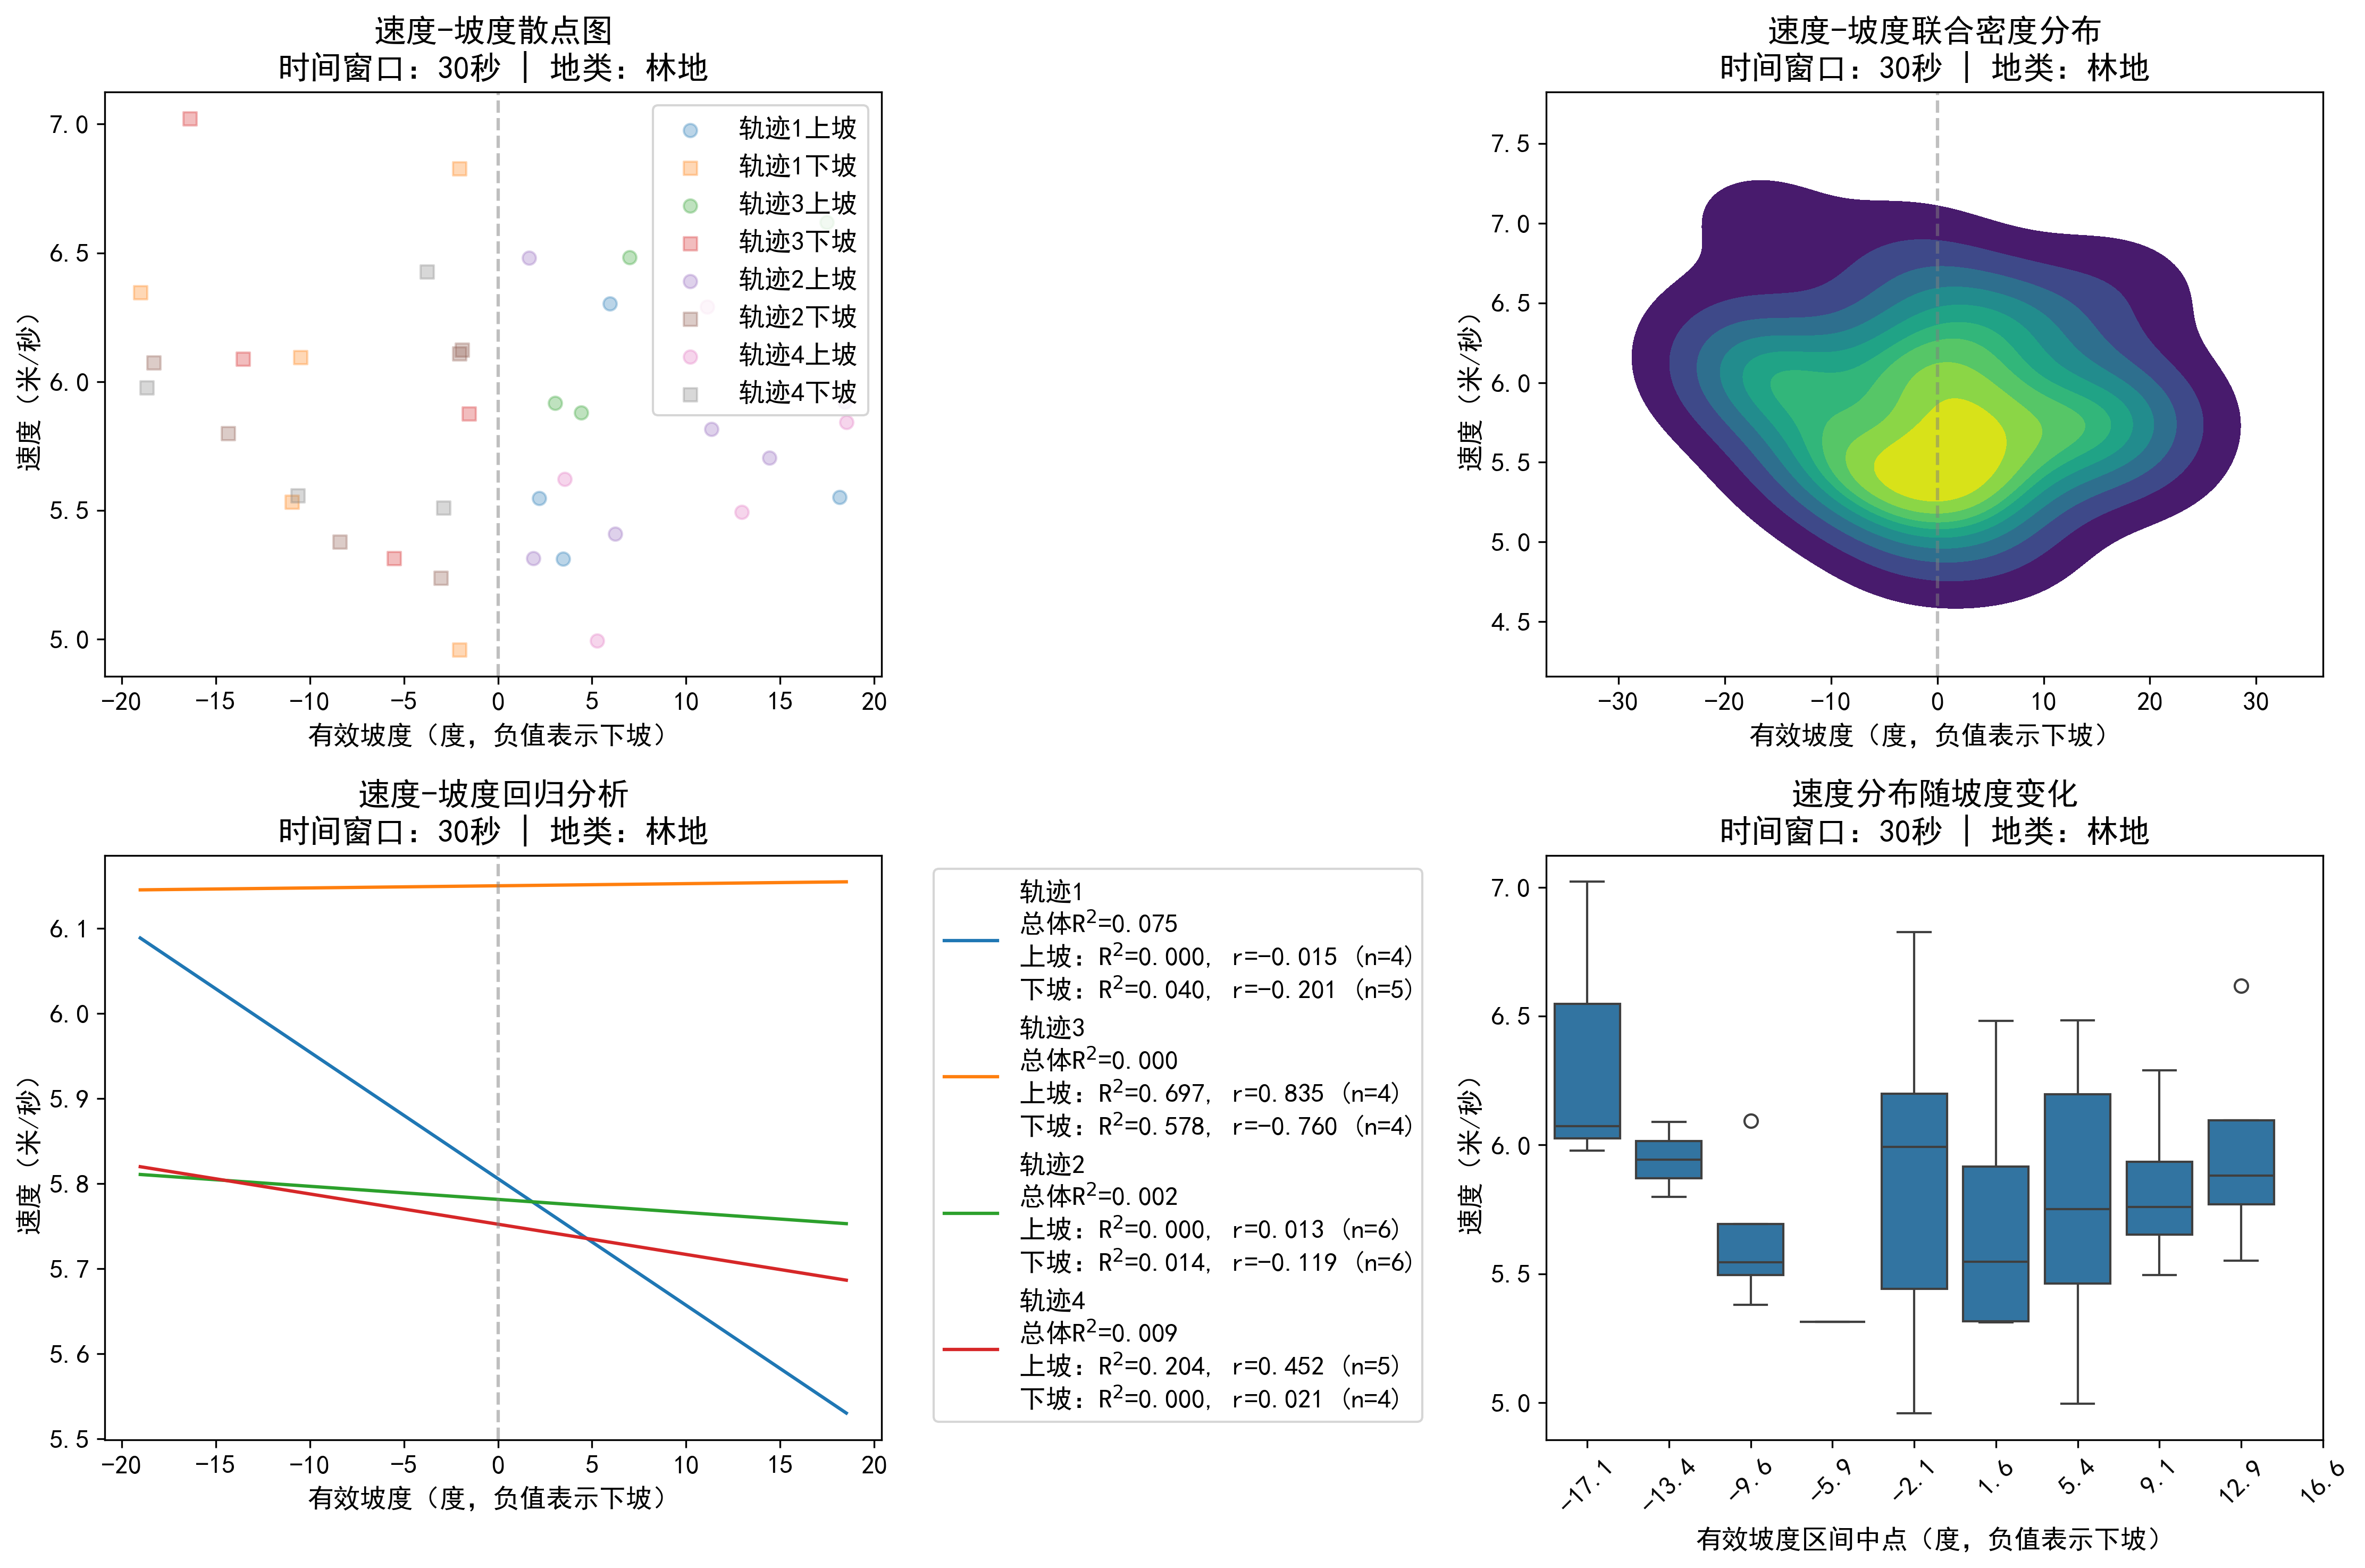 速度-坡度散点图
时间窗口：30秒 | 地类：林地
7.0
6.5
6.0
5.5
5.0
速度（米/秒）
轨迹1上坡
轨迹1下坡
轨迹3上坡
轨迹3下坡
轨迹2上坡
轨迹2下坡
轨迹4上坡
轨迹4下坡
−20 −15 −10 −5 0 5 10 15 20
有效坡度（度，负值表示下坡）
速度-坡度联合密度分布
时间窗口：30秒 | 地类：林地
7.5
7.0
6.5
6.0
5.5
5.0
4.5
速度（米/秒）
−30 −20 −10 0 10 20 30
有效坡度（度，负值表示下坡）
速度-坡度回归分析
时间窗口：30秒 | 地类：林地
6.1
6.0
5.9
5.8
5.7
5.6
5.5
速度（米/秒）
−20 −15 −10 −5 0 5 10 15 20
有效坡度（度，负值表示下坡）
轨迹1
总体R²=0.075
上坡：R²=0.000, r=-0.015 (n=4)
下坡：R²=0.040, r=-0.201 (n=5)
轨迹3
总体R²=0.000
上坡：R²=0.697, r=0.835 (n=4)
下坡：R²=0.578, r=-0.760 (n=4)
轨迹2
总体R²=0.002
上坡：R²=0.000, r=0.013 (n=6)
下坡：R²=0.014, r=-0.119 (n=6)
轨迹4
总体R²=0.009
上坡：R²=0.204, r=0.452 (n=5)
下坡：R²=0.000, r=0.021 (n=4)
速度分布随坡度变化
时间窗口：30秒 | 地类：林地
7.0
6.5
6.0
5.5
5.0
速度（米/秒）
−17.1 −13.4 −9.6 −5.9 −2.1 1.6 5.4 9.1 12.9 16.6
有效坡度区间中点（度，负值表示下坡）